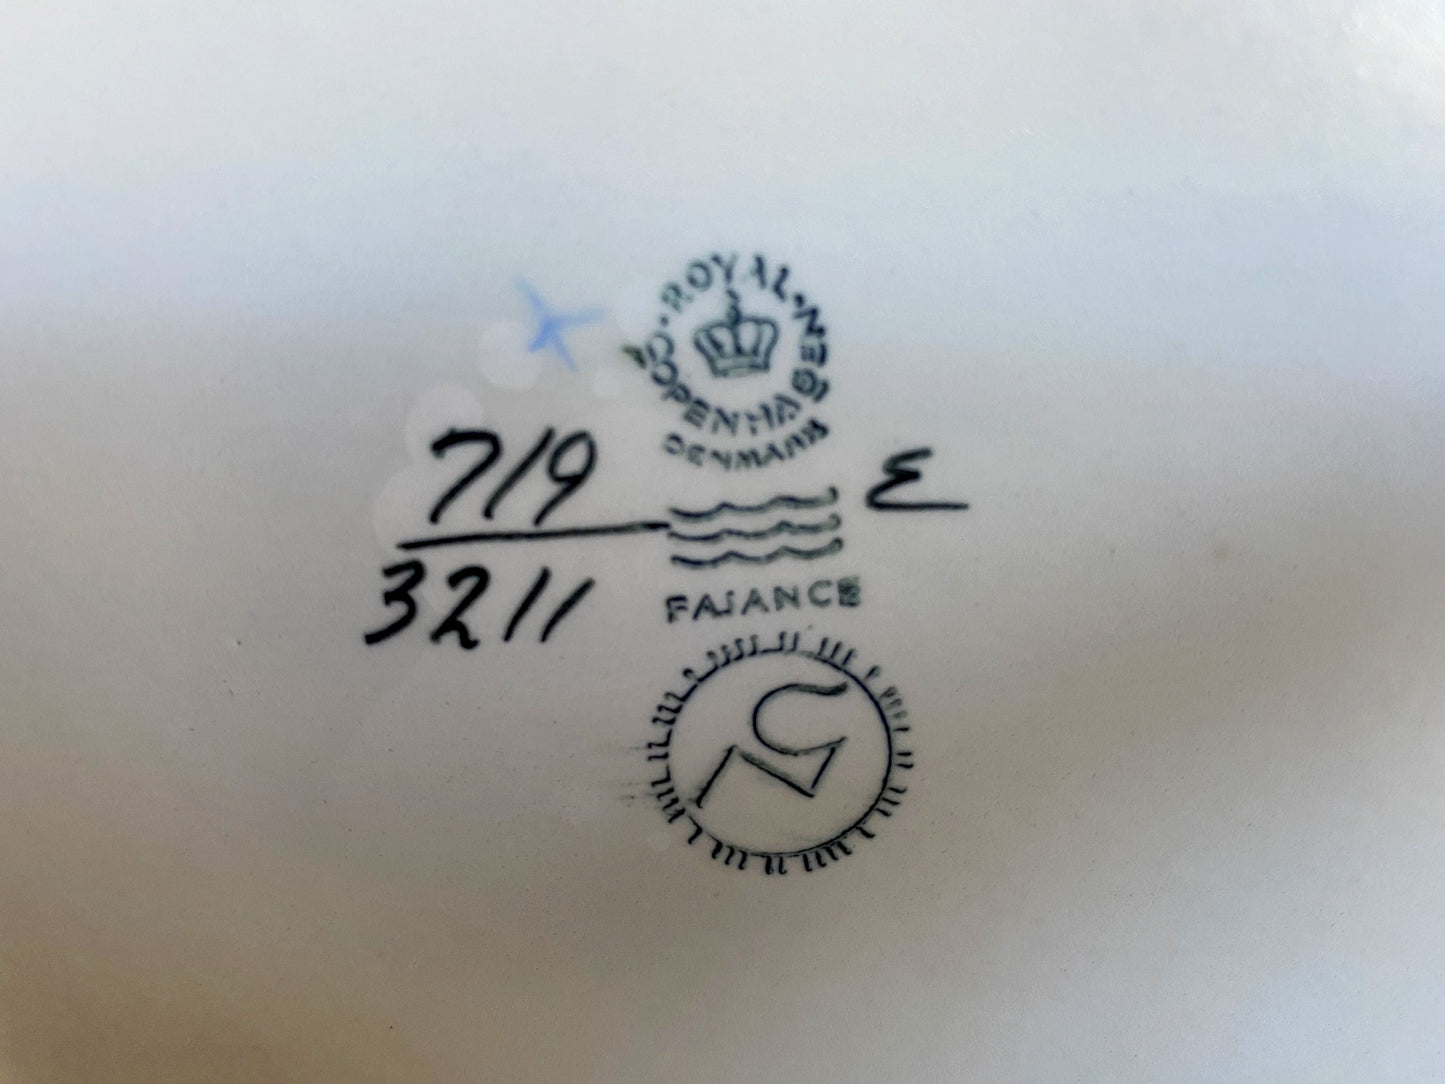 ROYAL · COPENHAGEN ·
DENMARK
719
3211
E
FAJANCE